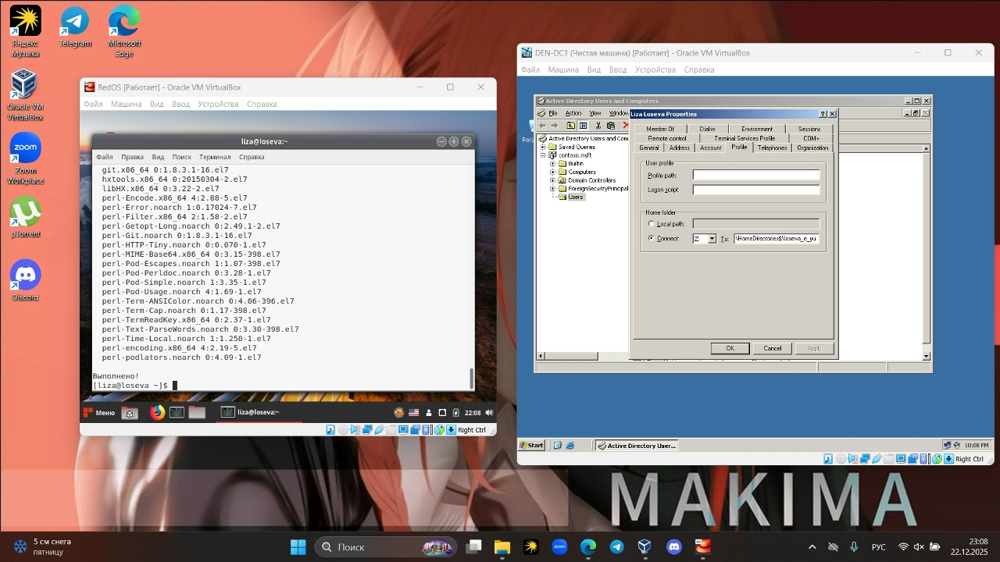 Яндекс
Музыка
Telegram
Microsoft
Edge
Oracle VM
VirtualBox
zoom
Zoom
Workplace
µTorrent
Discord
RedOS [Работает] - Oracle VM VirtualBox
Файл Машина Вид Ввод Устройства Справка
liza@loseva:~
Файл Правка Вид Поиск Терминал Справка
git.x86_64 0:1.8.3.1-16.el7
hxtools.x86_64 0:20150304-2.el7
libHX.x86_64 0:3.22-2.el7
perl-Encode.x86_64 4:2.88-5.el7
perl-Error.noarch 1:0.17024-7.el7
perl-Filter.x86_64 2:1.58-2.el7
perl-Getopt-Long.noarch 0:2.49.1-2.el7
perl-Git.noarch 0:1.8.3.1-16.el7
perl-HTTP-Tiny.noarch 0:0.070-1.el7
perl-MIME-Base64.x86_64 0:3.15-398.el7
perl-Pod-Escapes.noarch 1:1.07-398.el7
perl-Pod-Perldoc.noarch 0:3.28-1.el7
perl-Pod-Simple.noarch 1:3.35-1.el7
perl-Pod-Usage.noarch 4:1.69-1.el7
perl-Term-ANSIColor.noarch 0:4.06-396.el7
perl-Term-Cap.noarch 0:1.17-398.el7
perl-TermReadKey.x86_64 0:2.37-1.el7
perl-Text-ParseWords.noarch 0:3.30-398.el7
perl-Time-Local.noarch 1:1.250-1.el7
perl-encoding.x86_64 4:2.19-5.el7
perl-podlators.noarch 0:4.09-1.el7
Выполнено!
[liza@loseva ~]$
Меню
liza@loseva:~
22:08
Right Ctrl
DEN-DC1 (Чистая машина) [Работает] - Oracle VM VirtualBox
Файл Машина Вид Ввод Устройства Справка
Recy
Active Directory Users and Computers
File Action View Window
Active Directory Users and Com
Saved Queries
contoso.msft
Builtin
Computers
Domain Controllers
ForeignSecurityPrincipal
Users
Liza Loseva Properties
Member Of Dial-in Environment Sessions
Remote control Terminal Services Profile COM+
General Address Account Profile Telephones Organization
User profile
Profile path:
Logon script:
Home folder
Local path:
Connect: Z: To: \HomeDirectories$\loseva_e_yu
OK Cancel Apply
Start
Active Directory User...
10:08 PM
Right Ctrl
MAKIMA
5 см снега
пятницу
Поиск
zoom
РУС
23:08
22.12.2025